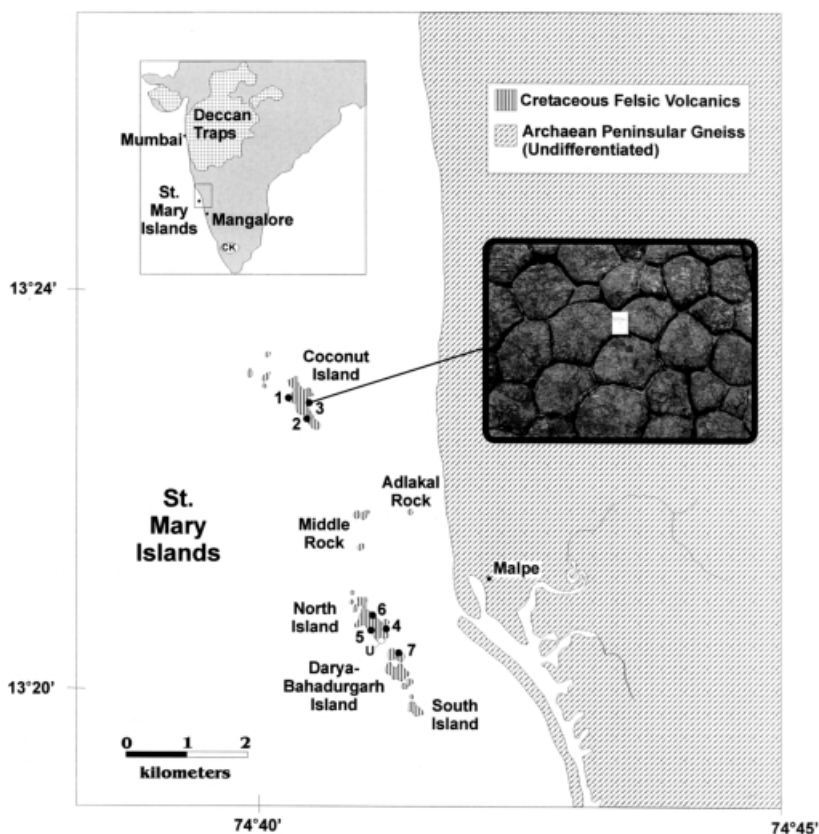 Deccan
Traps
Mumbai
St.
Mary
Islands
Mangalore
CK
Cretaceous Felsic Volcanics
Archaean Peninsular Gneiss
(Undifferentiated)
13°24'
Coconut
Island
1
3
2
Adlakal
Rock
St.
Mary
Islands
Middle
Rock
Malpe
North
Island
6
5
4
U
7
13°20'
Darya-
Bahadurgarh
Island
South
Island
0 1 2
kilometers
74°40'
74°45'